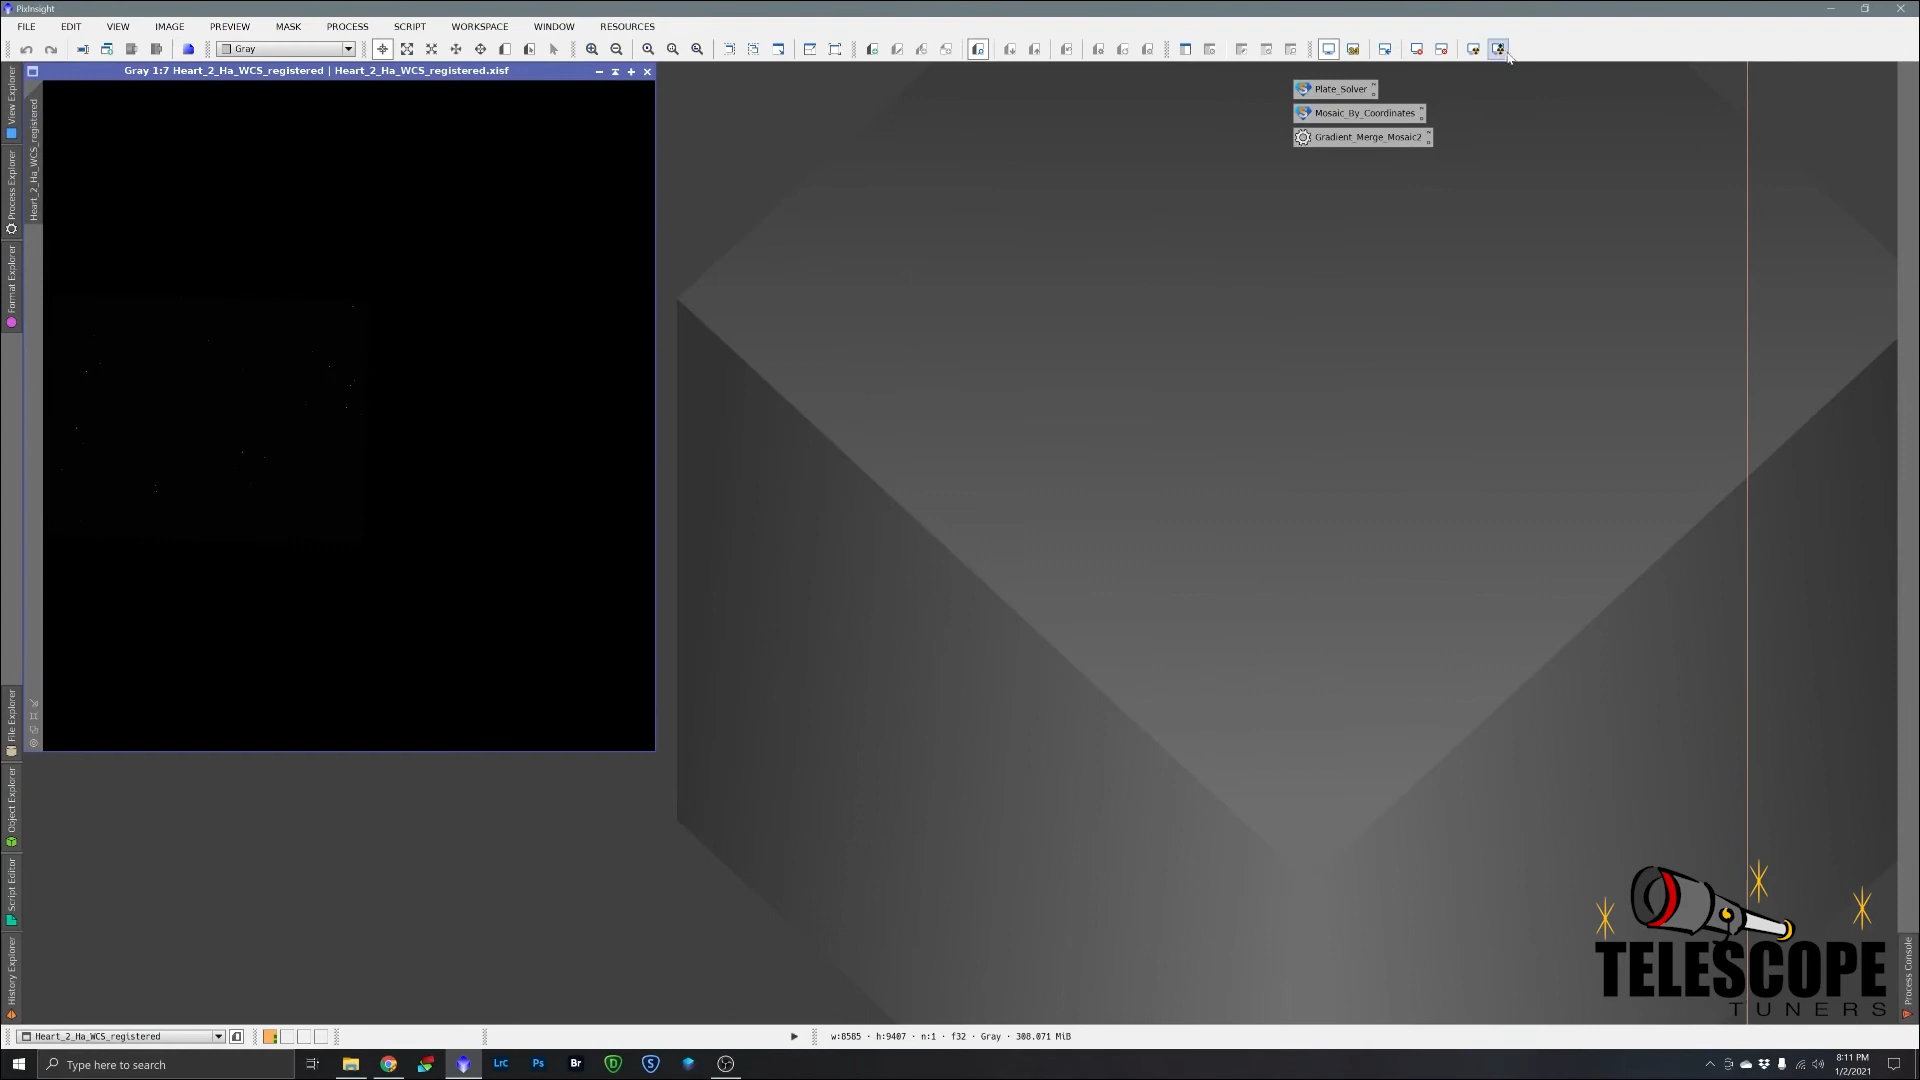 PixInsight
FILE EDIT VIEW PREVIEW IMAGE MASK PROCESS SCRIPT WORKSPACE WINDOW RESOURCES
Gray
Gray 1:7 Heart_2_Ha_WCS_registered | Heart_2_Ha_WCS_registered.xisf
Heart_2_Ha_WCS_registered
View Explorer
Process Explorer
Format Explorer
File Explorer
Object Explorer
Script Editor
History Explorer
Plate_Solver
Mosaic_By_Coordinates
Gradient_Merge_Mosaic2
Process Console
TELESCOPE
TUNERS
Heart_2_Ha_WCS_registered
w:8585 · h:9407 · n:1 · f32 · Gray · 308.071 MiB
Type here to search
LrC
Ps
Br
8:11 PM
1/2/2021